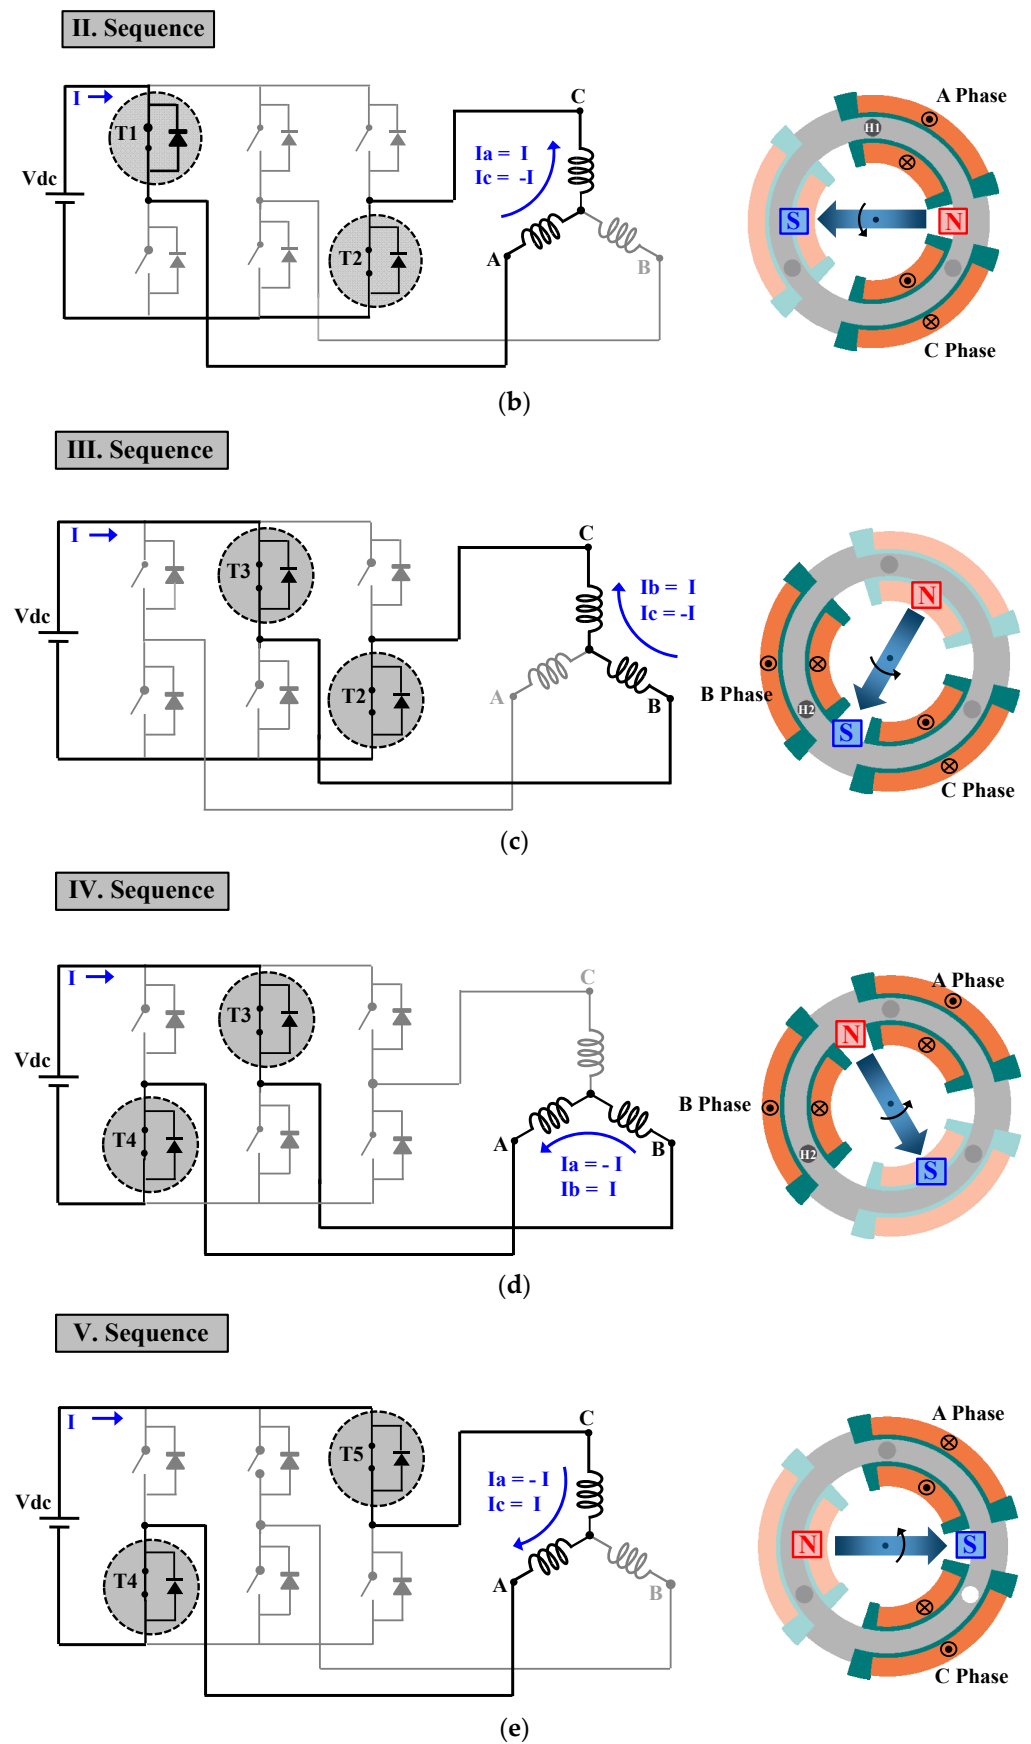 II. Sequence
I
T1
Vdc
T2
C
Ia = I
Ic = -I
A
B
A Phase
H1
S
N
C Phase
(b)
III. Sequence
I
T3
Vdc
T2
C
Ib = I
Ic = -I
A
B
N
B Phase
H2
S
C Phase
(c)
IV. Sequence
I
T3
Vdc
T4
C
A
B
Ia = - I
Ib = I
A Phase
N
B Phase
H2
S
(d)
V. Sequence
I
T5
Vdc
T4
C
Ia = - I
Ic = I
A
B
A Phase
N
S
C Phase
(e)